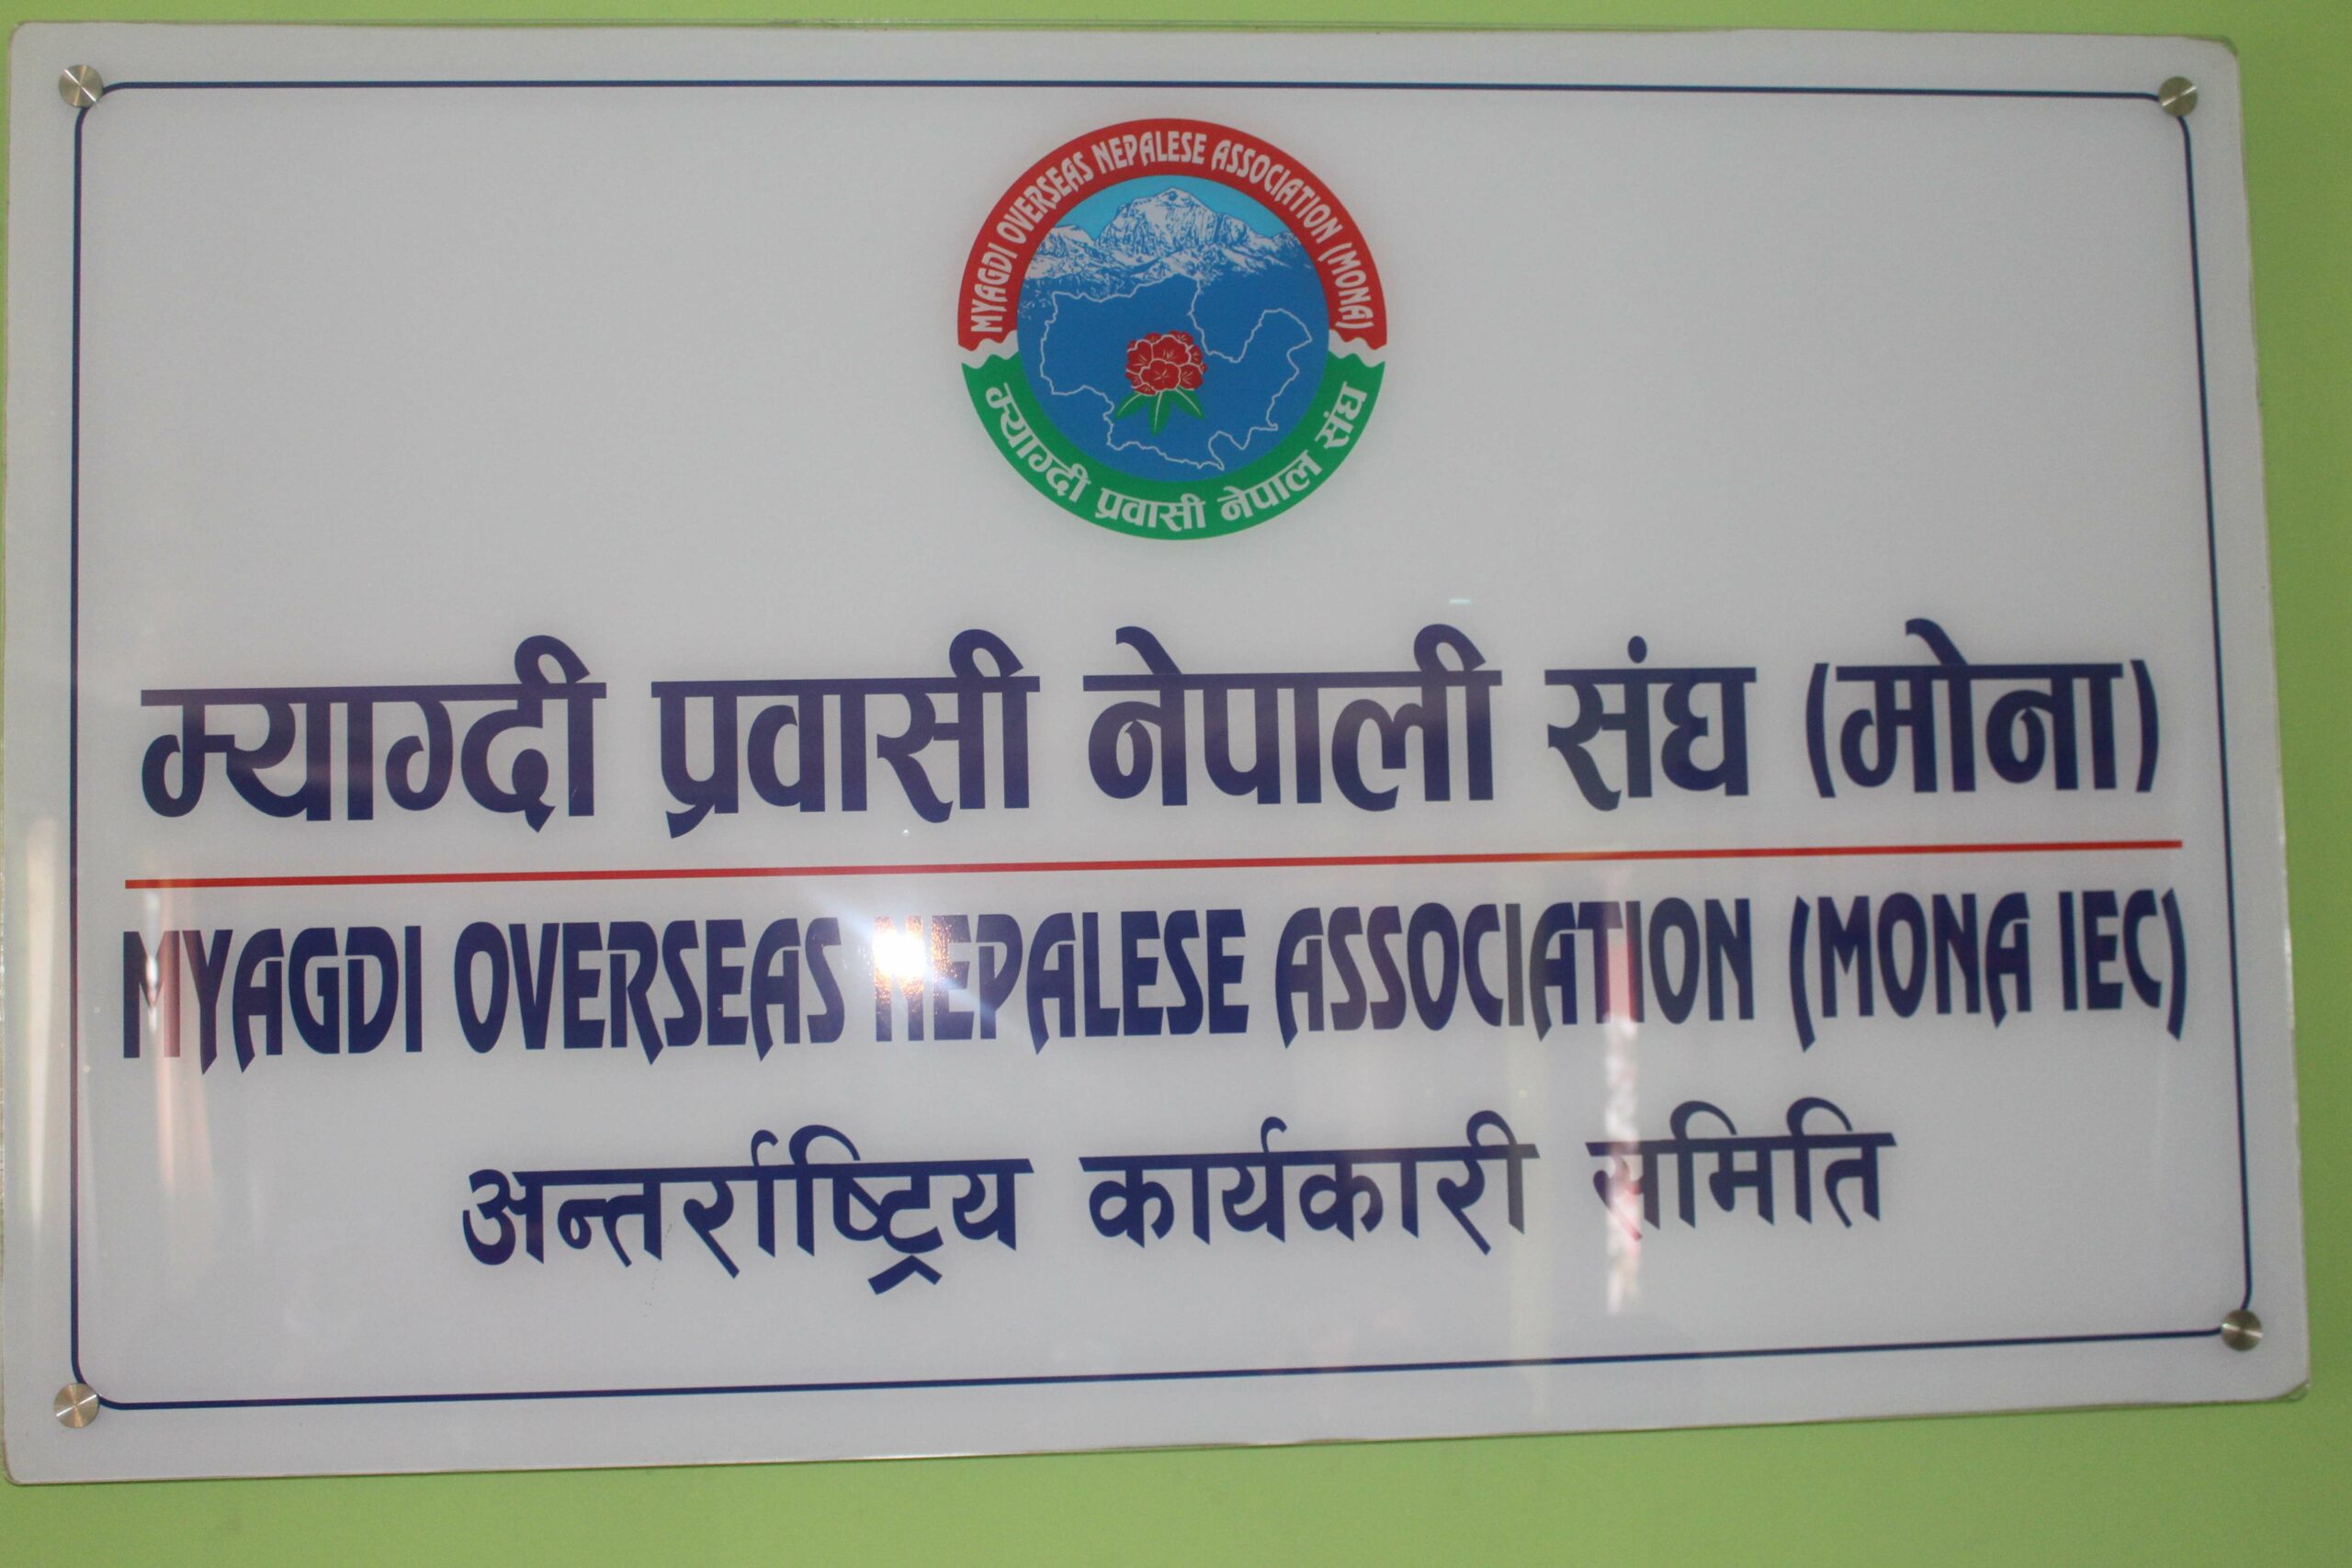 MYAGDI OVERSEAS NEPALESE ASSOCIATION (MONA)
म्याग्दी प्रवासी नेपाल संघ
म्याग्दी प्रवासी नेपाली संघ (मोना)
MYAGDI OVERSEAS NEPALESE ASSOCIATION (MONA IEC)
अन्तर्राष्ट्रिय कार्यकारी समिति